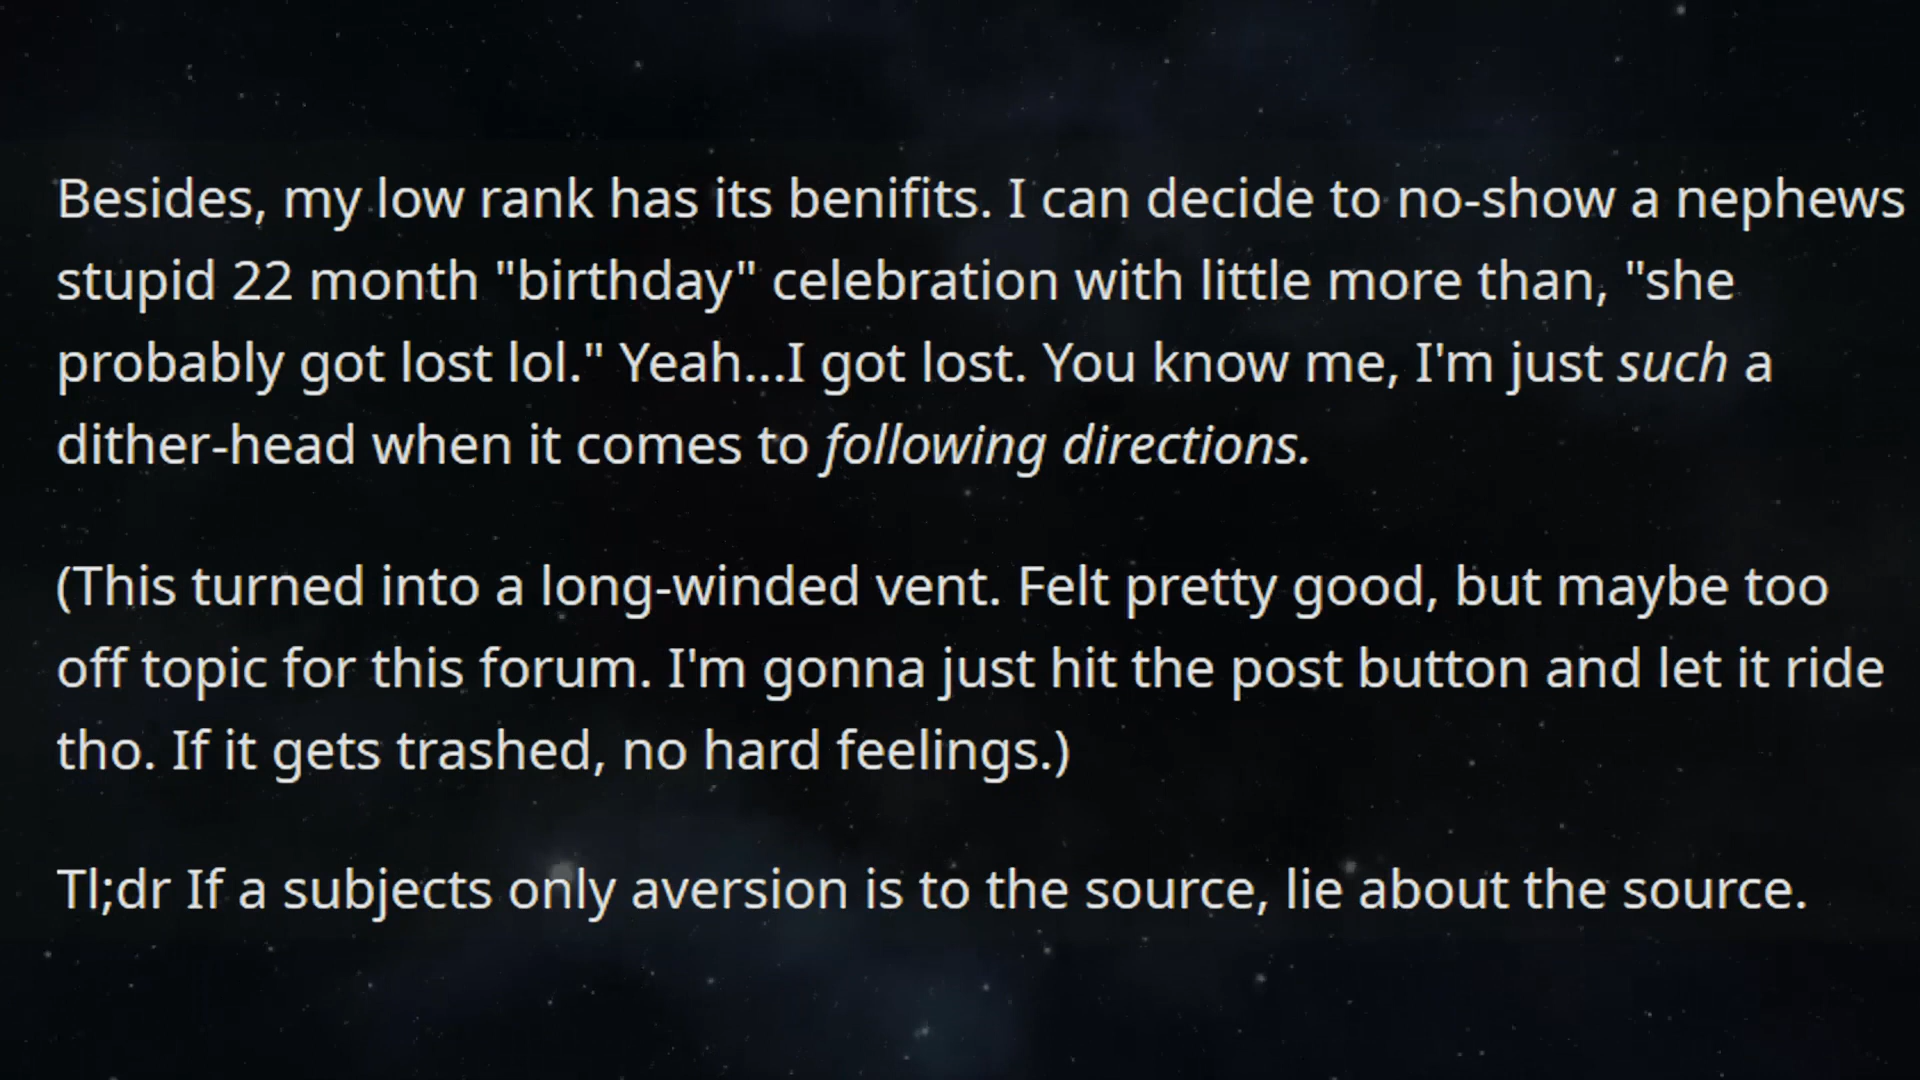 Besides, my low rank has its benifits. I can decide to no-show a nephews
stupid 22 month "birthday" celebration with little more than, "she
probably got lost lol." Yeah...I got lost. You know me, I'm just such a
dither-head when it comes to following directions.
(This turned into a long-winded vent. Felt pretty good, but maybe too
off topic for this forum. I'm gonna just hit the post button and let it ride
tho. If it gets trashed, no hard feelings.)
Tl;dr If a subjects only aversion is to the source, lie about the source.